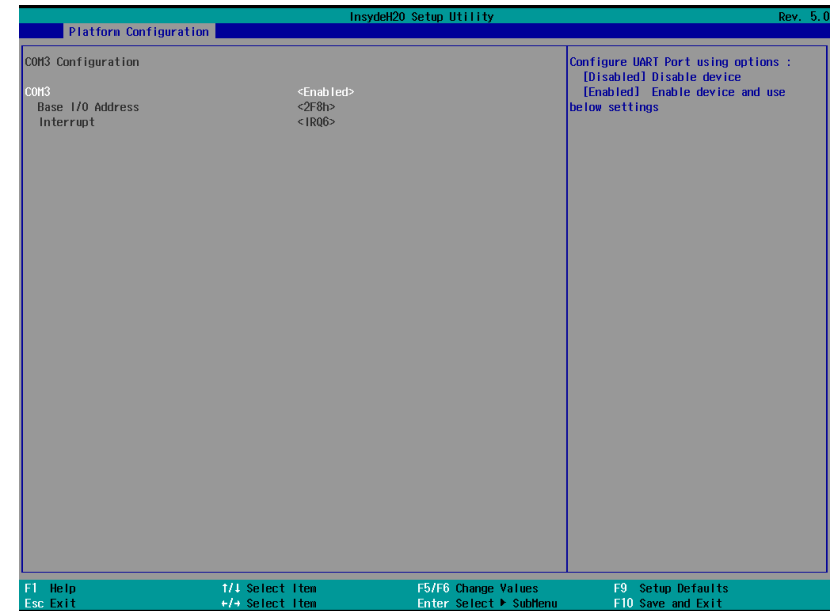 InsydeH20 Setup Utility Rev. 5.0
Platform Configuration
COM3 Configuration
COM3 <Enabled>
Base I/O Address <2F8h>
Interrupt <IRQ6>
Configure UART Port using options :
[Disabled] Disable device
[Enabled] Enable device and use
below settings
F1 Help ↑/↓ Select Item F5/F6 Change Values F9 Setup Defaults
Esc Exit ←/→ Select Item Enter Select ▶ SubMenu F10 Save and Exit